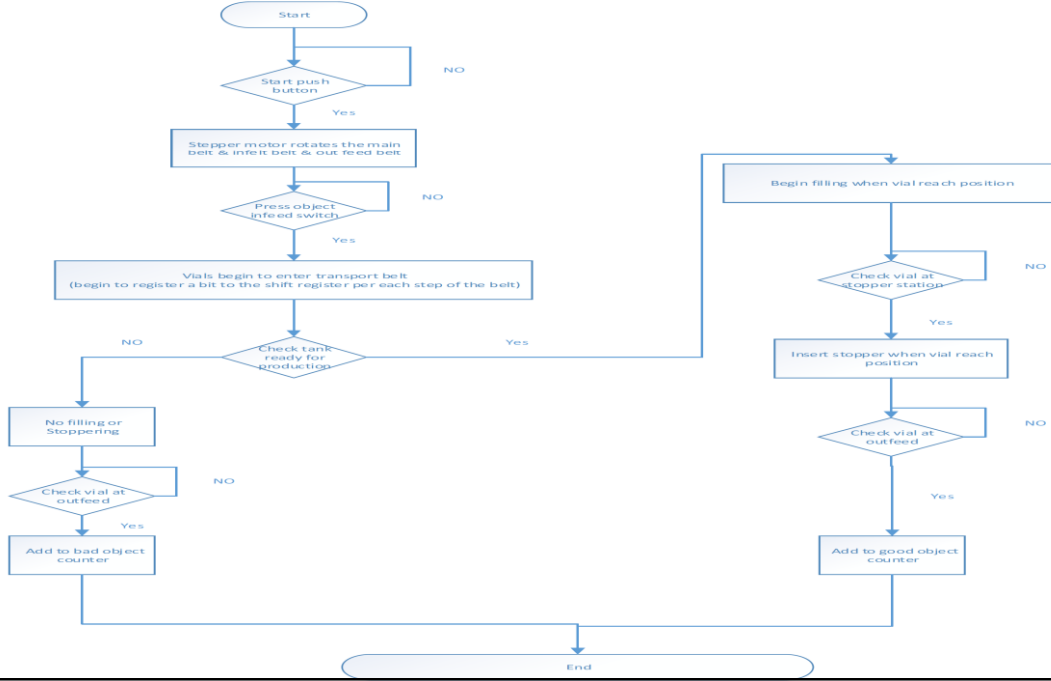 Start
NO
Start push
button
Yes
Stepper motor rotates the main
belt & infelt belt & out feed belt
NO
Press object
infeed switch
Yes
Vials begin to enter transport belt
(begin to register a bit to the shift register per each step of the belt)
NO
Check tank
ready for
production
Yes
No filling or
Stoppering
NO
Check vial at
outfeed
Yes
Add to bad object
counter
Begin filling when vial reach position
NO
Check vial at
stopper station
Yes
Insert stopper when vial reach
position
NO
Check vial at
outfeed
Yes
Add to good object
counter
End